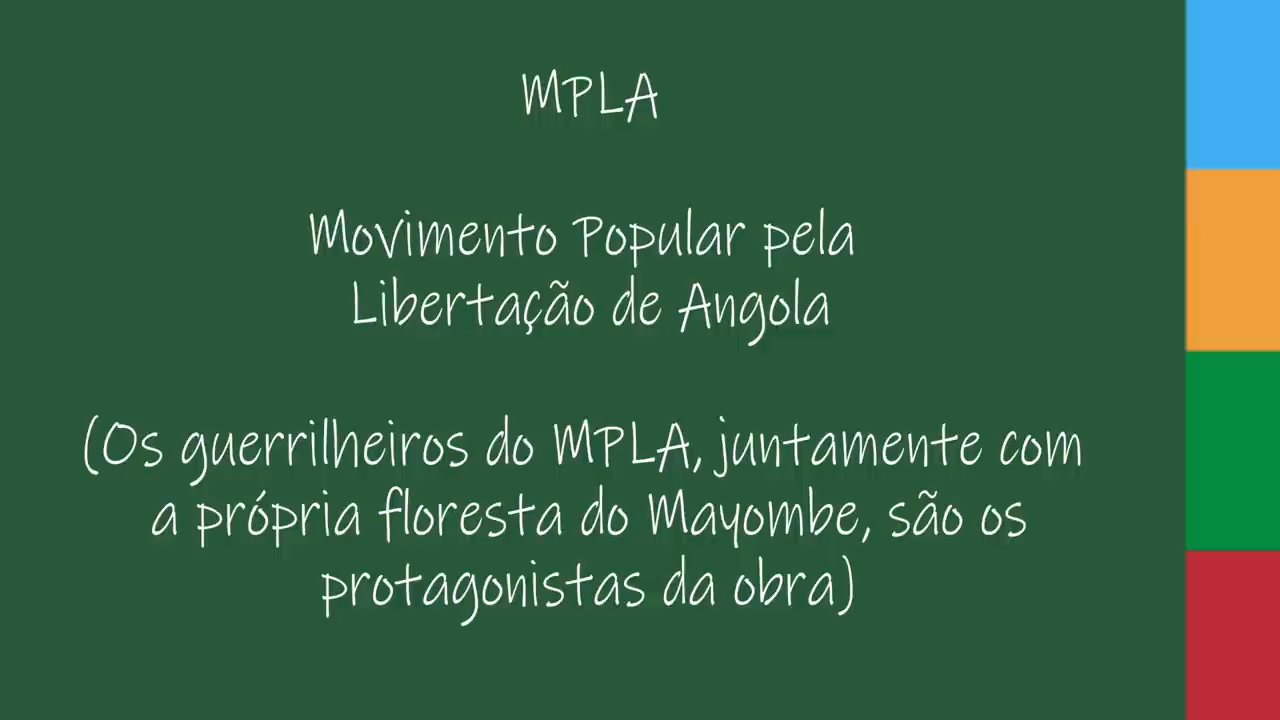 MPLA
Movimento Popular pela
Libertação de Angola
(Os guerrilheiros do MPLA, juntamente com
a própria floresta do Mayombe, são os
protagonistas da obra)